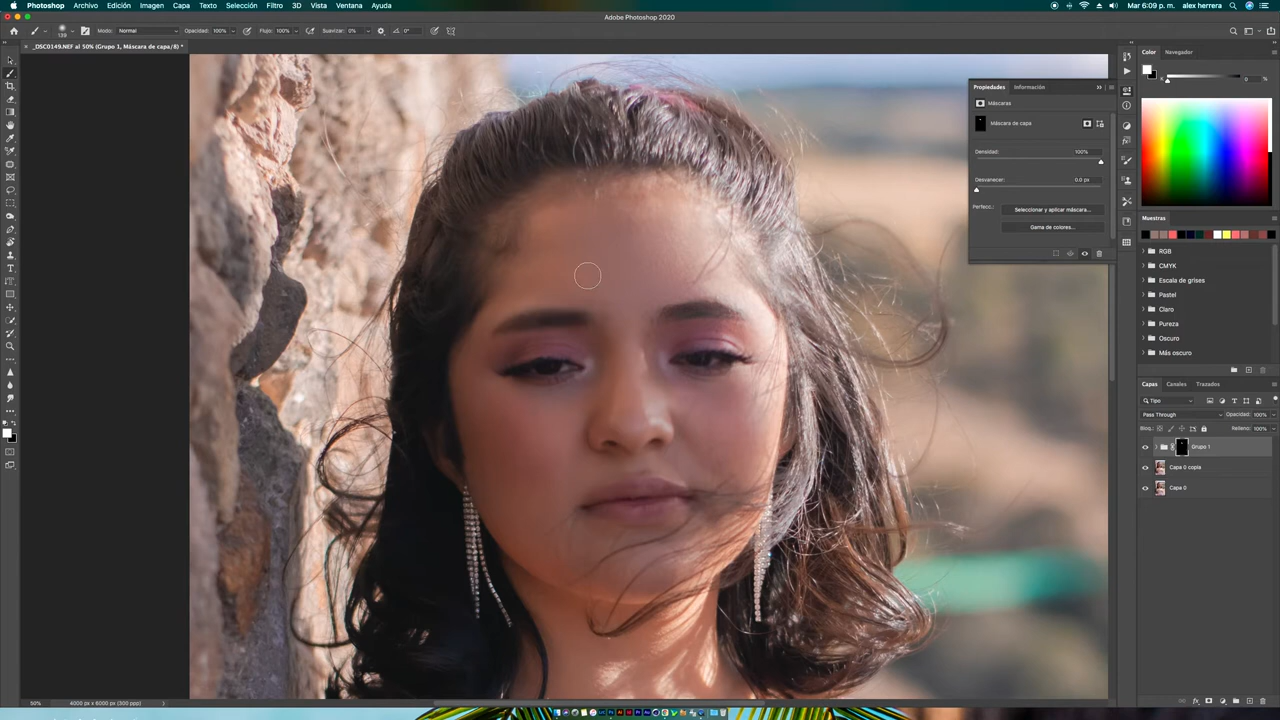 Photoshop Archivo Edición Imagen Capa Texto Selección Filtro 3D Vista Ventana Ayuda Mar 6:09 p. m. alex herrera
Adobe Photoshop 2020
139 Modo: Normal Opacidad: 100% Flujo: 100% Suavizar: 0% 0°
_DSC0149.NEF al 50% (Grupo 1, Máscara de capa/8) *
Color Navegador
K 0 %
Propiedades Información
Máscaras
Máscara de capa
Densidad: 100%
Desvanecer: 0.0 px
Perfecc.: Seleccionar y aplicar máscara...
Gama de colores...
Muestras
RGB
CMYK
Escala de grises
Pastel
Claro
Pureza
Oscuro
Más oscuro
Capas Canales Trazados
Tipo
Pass Through Opacidad: 100%
Bloq.: Relleno: 100%
Grupo 1
Capa 0 copia
Capa 0
50% 4000 px x 6000 px (300 ppp)